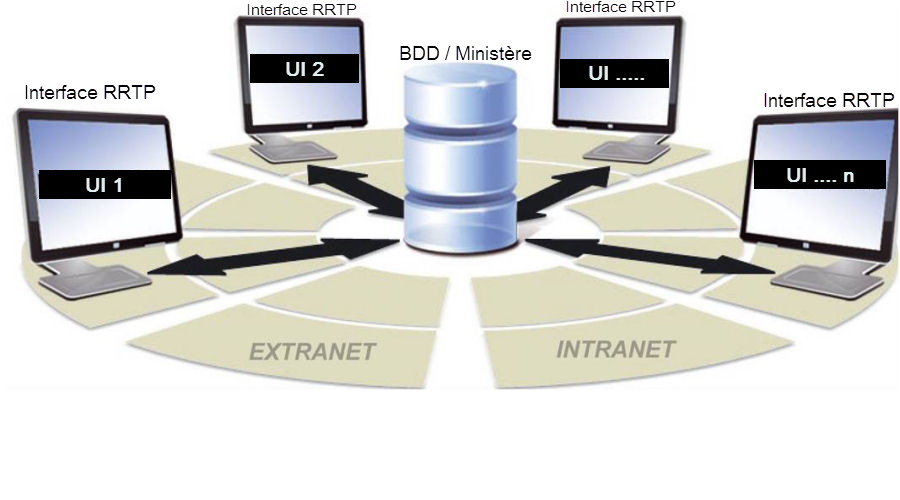 Interface RRTP
Interface RRTP
BDD / Ministère
UI 2
UI .....
Interface RRTP
Interface RRTP
UI 1
UI .... n
EXTRANET
INTRANET